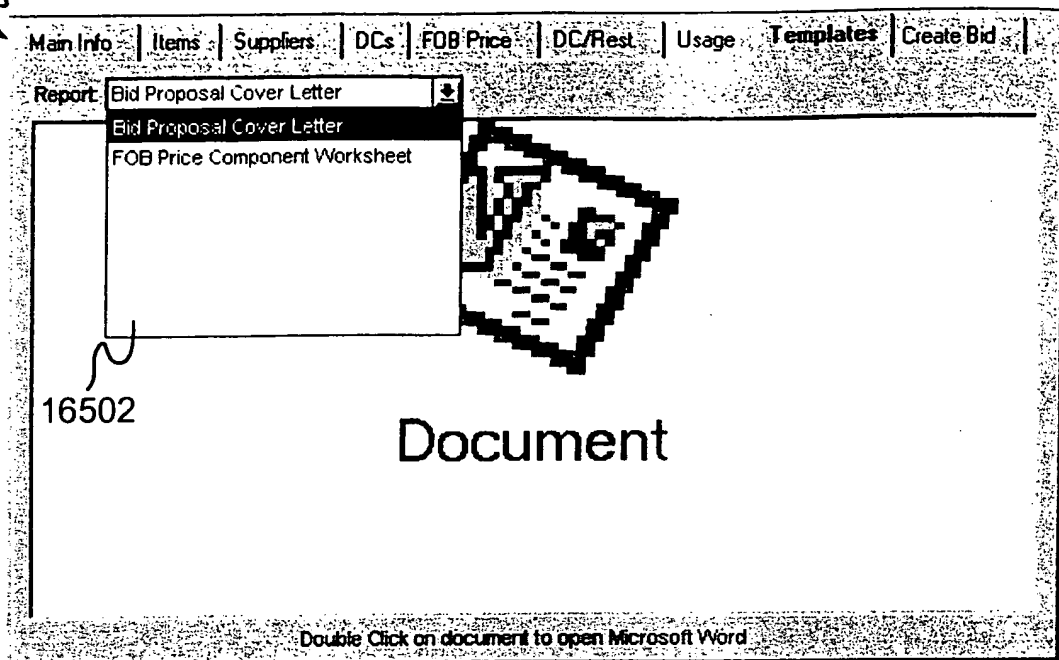 Main Info Items Suppliers DCs FOB Price DC/Rest. Usage Templates Create Bid
Report: Bid Proposal Cover Letter
Bid Proposal Cover Letter
FOB Price Component Worksheet
16502
Document
Double Click on document to open Microsoft Word